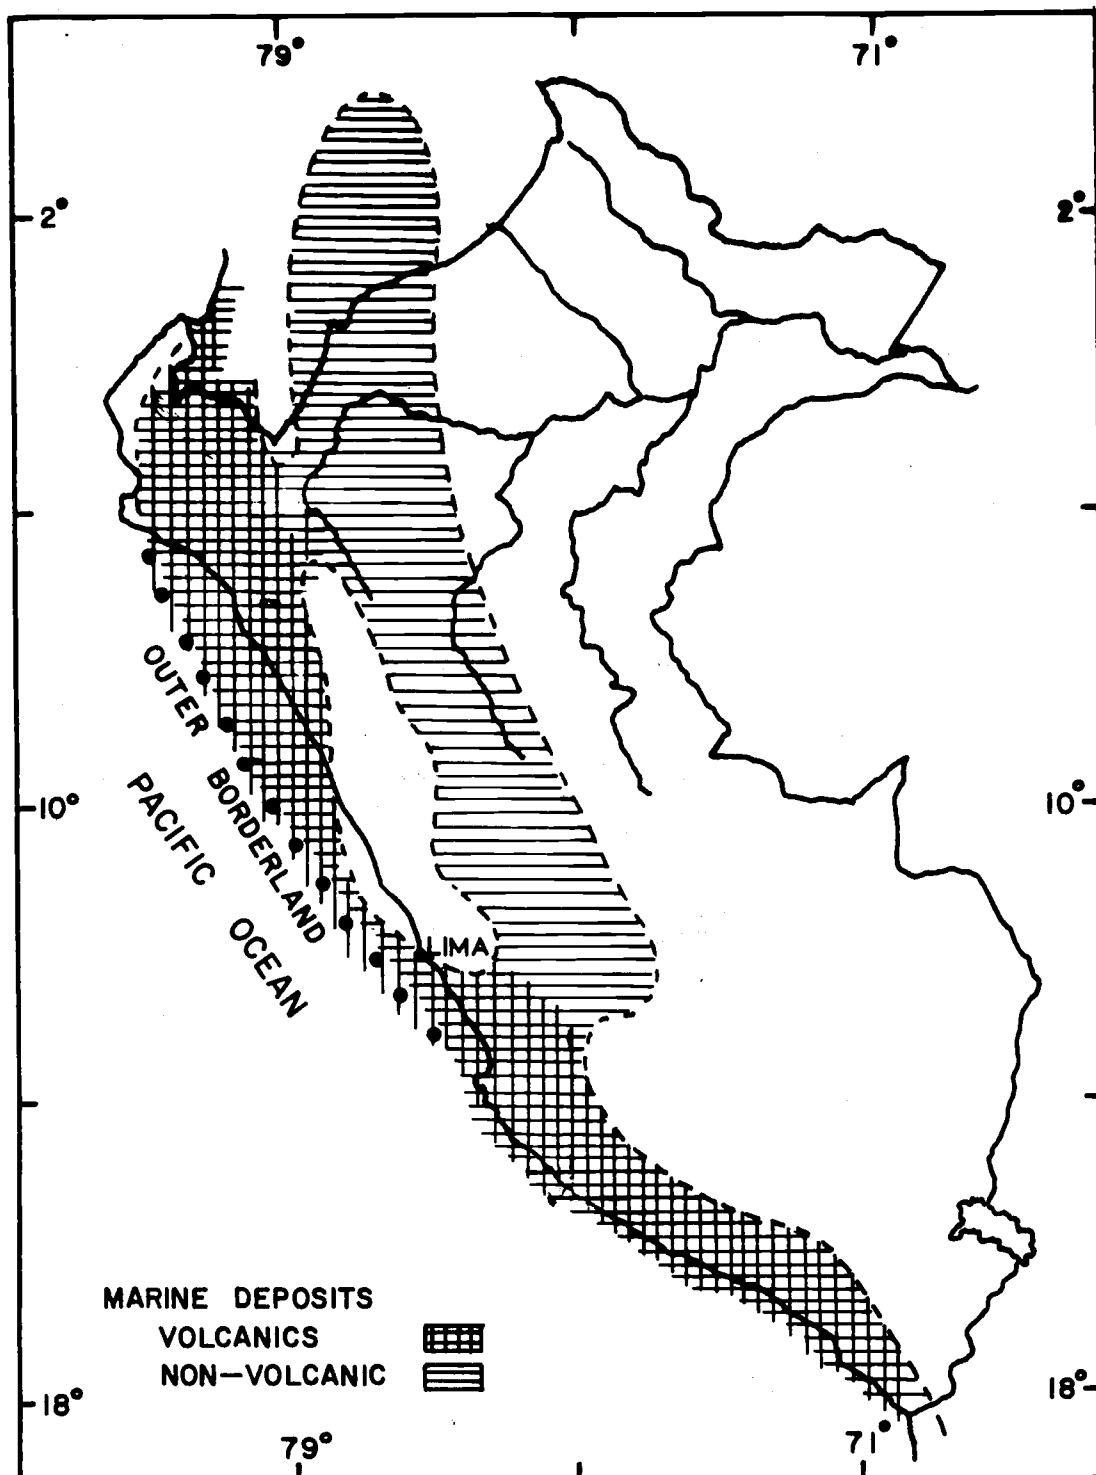 79° 71°
2° 2°
OUTER BORDERLAND
PACIFIC OCEAN
10° 10°
LIMA
MARINE DEPOSITS
VOLCANICS
NON-VOLCANIC
18° 18°
79° 71°